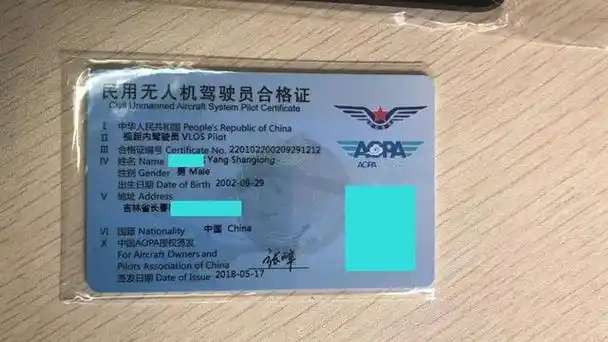 民用无人机驾驶员合格证
Civil Unmanned Aircraft System Pilot Certificate
I 中华人民共和国 People's Republic of China
II 视距内驾驶员 VLOS Pilot
III 合格证编号 Certificate No. 220102200209291212
IV 姓名 Name Yang Shangiong
性别 Gender 男 Male
出生日期 Date of Birth 2002-09-29
V 地址 Address
吉林省长春
VI 国籍 Nationality 中国 China
X 中国AOPA授权签发
For Aircraft Owners and
Pilots Association of China
签发日期 Date of Issue 2018-05-17
张峰
AOPA
AOPA